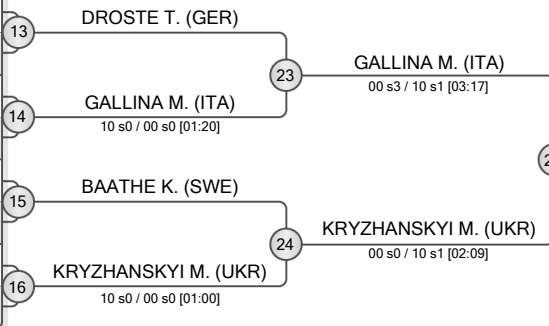 DROSTE T. (GER)
13
23
GALLINA M. (ITA)
00 s3 / 10 s1 [03:17]
GALLINA M. (ITA)
14
10 s0 / 00 s0 [01:20]
BAATHE K. (SWE)
15
24
KRYZHANSKYI M. (UKR)
00 s0 / 10 s1 [02:09]
KRYZHANSKYI M. (UKR)
16
10 s0 / 00 s0 [01:00]